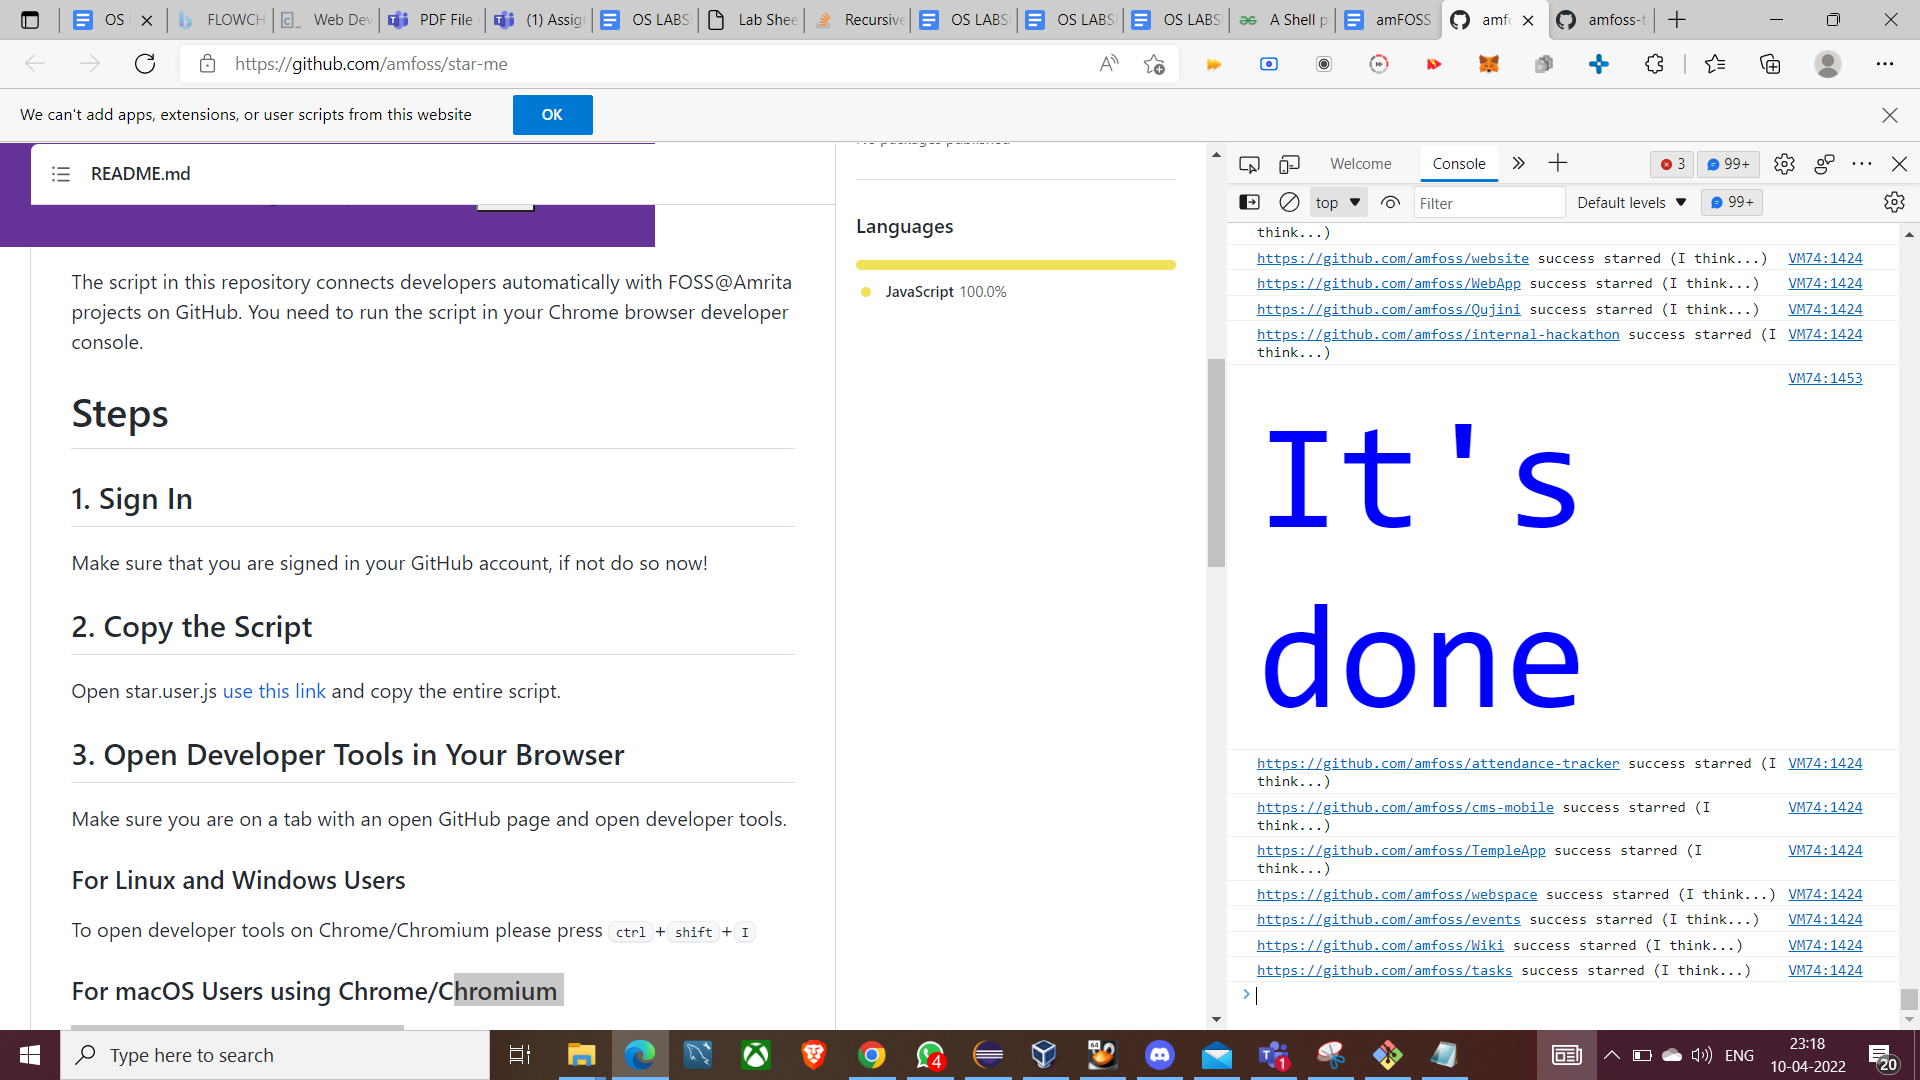 OS
FLOWCH
Web Dev
PDF File
(1) Assig
OS LABS
Lab Shee
Recursive
OS LABS
OS LABS
OS LABS
A Shell p
amFOSS
amfo
amfoss-t
https://github.com/amfoss/star-me
We can't add apps, extensions, or user scripts from this website
OK
README.md
The script in this repository connects developers automatically with FOSS@Amrita
projects on GitHub. You need to run the script in your Chrome browser developer
console.
Steps
1. Sign In
Make sure that you are signed in your GitHub account, if not do so now!
2. Copy the Script
Open star.user.js use this link and copy the entire script.
3. Open Developer Tools in Your Browser
Make sure you are on a tab with an open GitHub page and open developer tools.
For Linux and Windows Users
To open developer tools on Chrome/Chromium please press ctrl+shift+I
For macOS Users using Chrome/Chromium
No packages published
Languages
JavaScript 100.0%
Welcome
Console
3
99+
top
Filter
Default levels
99+
think...)
https://github.com/amfoss/website success starred (I think...) VM74:1424
https://github.com/amfoss/WebApp success starred (I think...) VM74:1424
https://github.com/amfoss/Qujini success starred (I think...) VM74:1424
https://github.com/amfoss/internal-hackathon success starred (I VM74:1424
think...)
VM74:1453
It's
done
https://github.com/amfoss/attendance-tracker success starred (I VM74:1424
think...)
https://github.com/amfoss/cms-mobile success starred (I VM74:1424
think...)
https://github.com/amfoss/TempleApp success starred (I VM74:1424
think...)
https://github.com/amfoss/webspace success starred (I think...) VM74:1424
https://github.com/amfoss/events success starred (I think...) VM74:1424
https://github.com/amfoss/Wiki success starred (I think...) VM74:1424
https://github.com/amfoss/tasks success starred (I think...) VM74:1424
Type here to search
4
64
1
ENG
23:18
10-04-2022
20